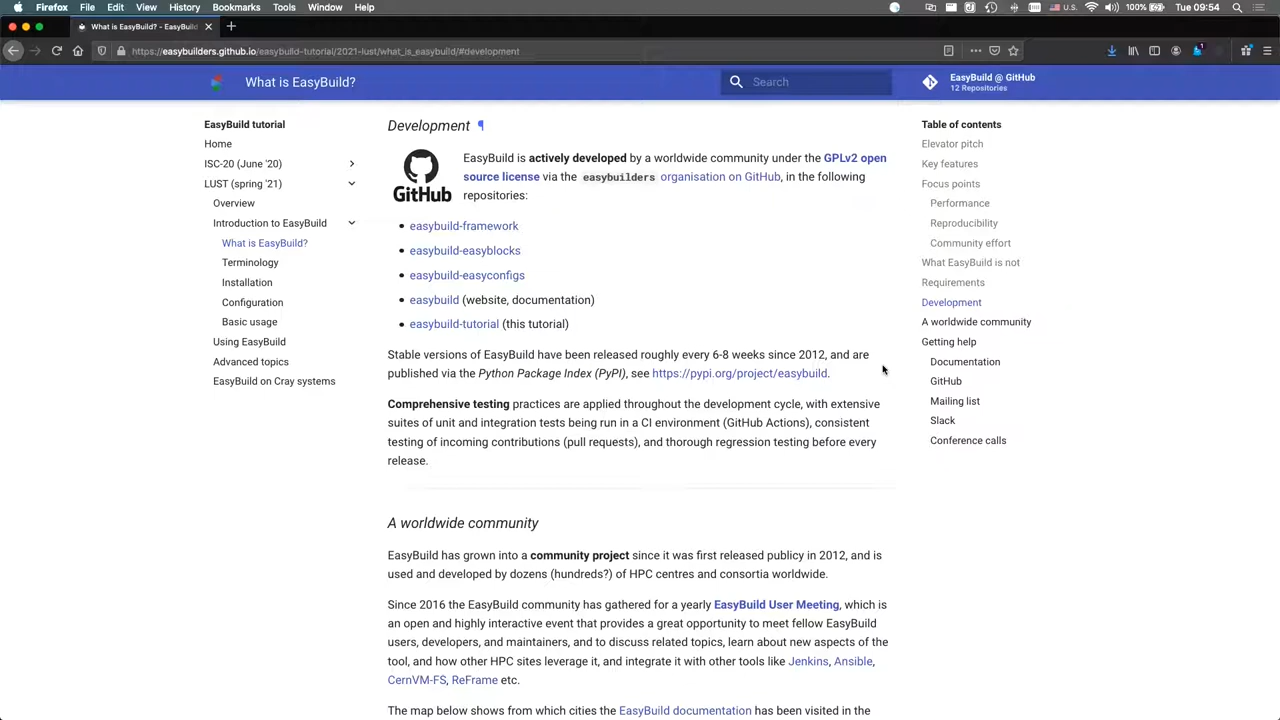 Firefox File Edit View History Bookmarks Tools Window Help
U.S. 100% Tue 09:54
What is EasyBuild? - EasyBuild
https://easybuilders.github.io/easybuild-tutorial/2021-lust/what_is_easybuild/#development
What is EasyBuild?
Search
EasyBuild @ GitHub
12 Repositories
EasyBuild tutorial
Home
ISC-20 (June '20)
LUST (spring '21)
Overview
Introduction to EasyBuild
What is EasyBuild?
Terminology
Installation
Configuration
Basic usage
Using EasyBuild
Advanced topics
EasyBuild on Cray systems
Development ¶
GitHub
EasyBuild is actively developed by a worldwide community under the GPLv2 open
source license via the easybuilders organisation on GitHub, in the following
repositories:
• easybuild-framework
• easybuild-easyblocks
• easybuild-easyconfigs
• easybuild (website, documentation)
• easybuild-tutorial (this tutorial)
Stable versions of EasyBuild have been released roughly every 6-8 weeks since 2012, and are
published via the Python Package Index (PyPI), see https://pypi.org/project/easybuild.
Comprehensive testing practices are applied throughout the development cycle, with extensive
suites of unit and integration tests being run in a CI environment (GitHub Actions), consistent
testing of incoming contributions (pull requests), and thorough regression testing before every
release.
A worldwide community
EasyBuild has grown into a community project since it was first released publicy in 2012, and is
used and developed by dozens (hundreds?) of HPC centres and consortia worldwide.
Since 2016 the EasyBuild community has gathered for a yearly EasyBuild User Meeting, which is
an open and highly interactive event that provides a great opportunity to meet fellow EasyBuild
users, developers, and maintainers, and to discuss related topics, learn about new aspects of the
tool, and how other HPC sites leverage it, and integrate it with other tools like Jenkins, Ansible,
CernVM-FS, ReFrame etc.
The map below shows from which cities the EasyBuild documentation has been visited in the
Table of contents
Elevator pitch
Key features
Focus points
Performance
Reproducibility
Community effort
What EasyBuild is not
Requirements
Development
A worldwide community
Getting help
Documentation
GitHub
Mailing list
Slack
Conference calls